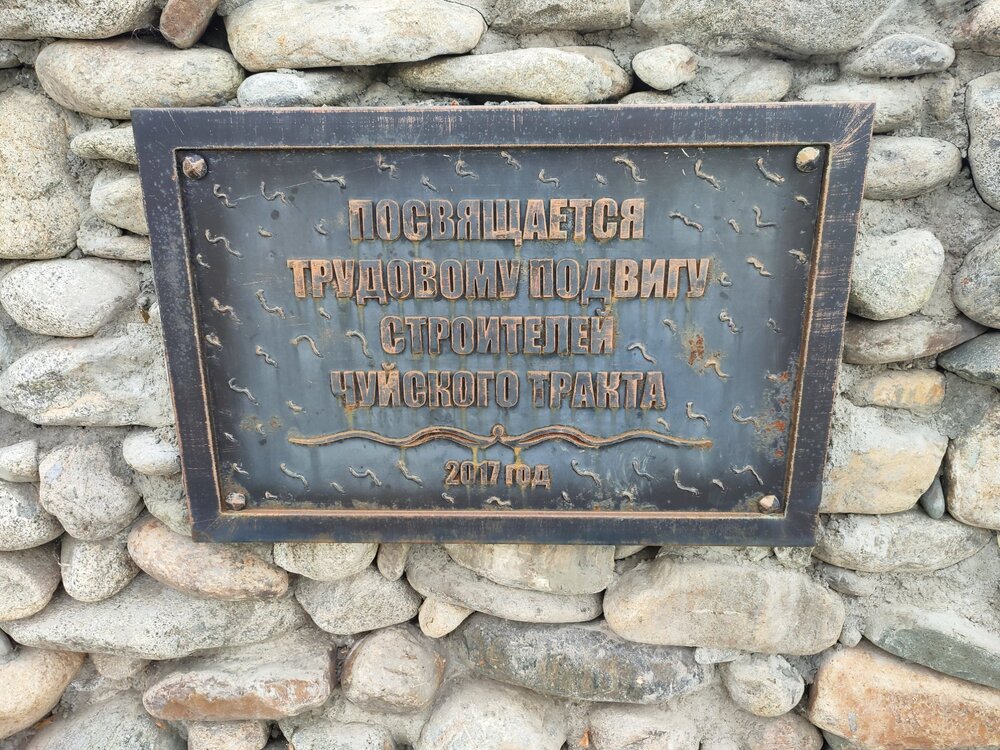 ПОСВЯЩАЕТСЯ
ТРУДОВОМУ ПОДВИГУ
СТРОИТЕЛЕЙ
ЧУЙСКОГО ТРАКТА
2017 ГОД